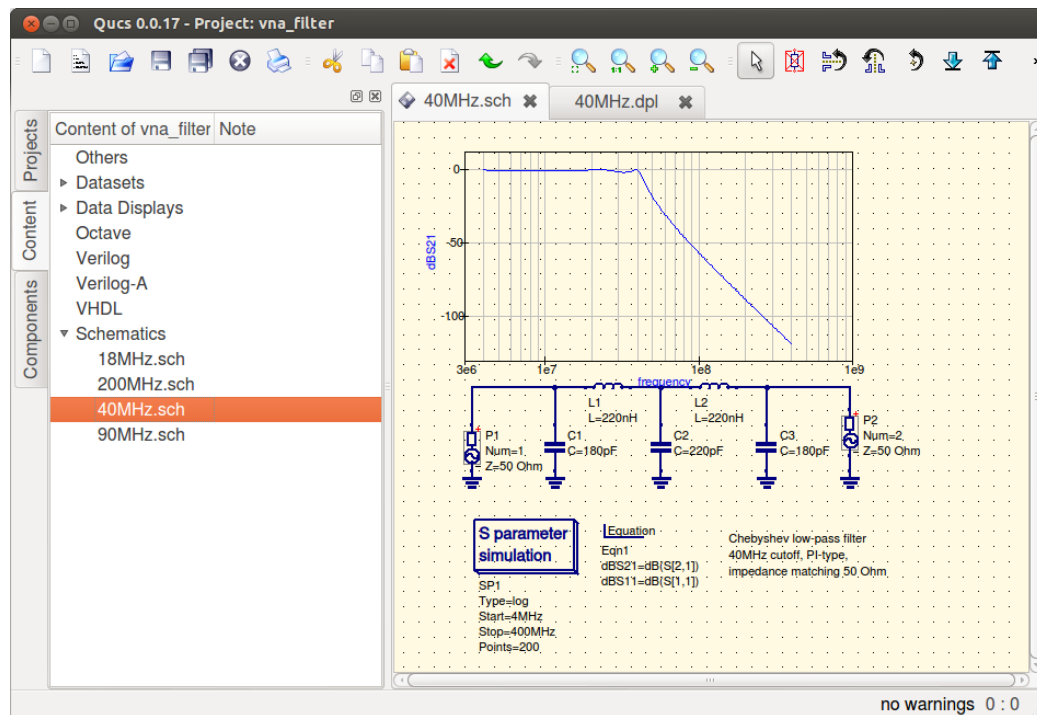 Qucs 0.0.17 - Project: vna_filter
40MHz.sch
40MHz.dpl
Projects
Content
Components
Content of vna_filter Note
Others
Datasets
Data Displays
Octave
Verilog
Verilog-A
VHDL
Schematics
18MHz.sch
200MHz.sch
40MHz.sch
90MHz.sch
0
-50
-100
dBS21
3e6 1e7 1e8 1e9
frequency
L1
L=220nH
L2
L=220nH
P1
Num=1
Z=50 Ohm
C1
C=180pF
C2
C=220pF
C3
C=180pF
P2
Num=2
Z=50 Ohm
S parameter
simulation
SP1
Type=log
Start=4MHz
Stop=400MHz
Points=200
Equation
Eqn1
dBS21=dB(S[2,1])
dBS11=dB(S[1,1])
Chebyshev low-pass filter
40MHz cutoff, PI-type,
impedance matching 50 Ohm
no warnings 0 : 0